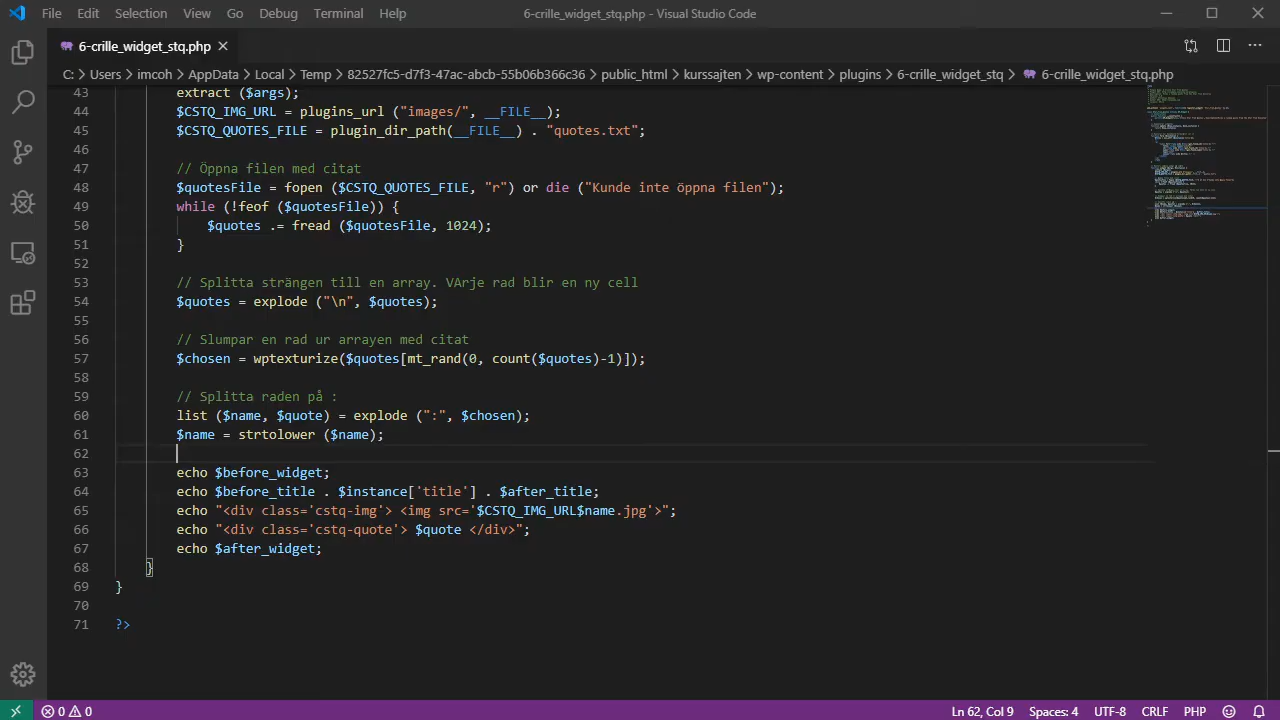 File Edit Selection View Go Debug Terminal Help 6-crille_widget_stq.php - Visual Studio Code
6-crille_widget_stq.php
C: > Users > imcoh > AppData > Local > Temp > 82527fc5-d7f3-47ac-abcb-55b06b366c36 > public_html > kurssajten > wp-content > plugins > 6-crille_widget_stq > 6-crille_widget_stq.php
43 extract ($args);
44 $CSTQ_IMG_URL = plugins_url ("images/", __FILE__);
45 $CSTQ_QUOTES_FILE = plugin_dir_path(__FILE__) . "quotes.txt";
46
47 // Öppna filen med citat
48 $quotesFile = fopen ($CSTQ_QUOTES_FILE, "r") or die ("Kunde inte öppna filen");
49 while (!feof ($quotesFile)) {
50 $quotes .= fread ($quotesFile, 1024);
51 }
52
53 // Splitta strängen till en array. VArje rad blir en ny cell
54 $quotes = explode ("\n", $quotes);
55
56 // Slumpar en rad ur arrayen med citat
57 $chosen = wptexturize($quotes[mt_rand(0, count($quotes)-1)]);
58
59 // Splitta raden på :
60 list ($name, $quote) = explode (":", $chosen);
61 $name = strtolower ($name);
62
63 echo $before_widget;
64 echo $before_title . $instance['title'] . $after_title;
65 echo "<div class='cstq-img'> <img src='$CSTQ_IMG_URL$name.jpg'>";
66 echo "<div class='cstq-quote'> $quote </div>";
67 echo $after_widget;
68 }
69 }
70
71 ?>
0 0 Ln 62, Col 9 Spaces: 4 UTF-8 CRLF PHP